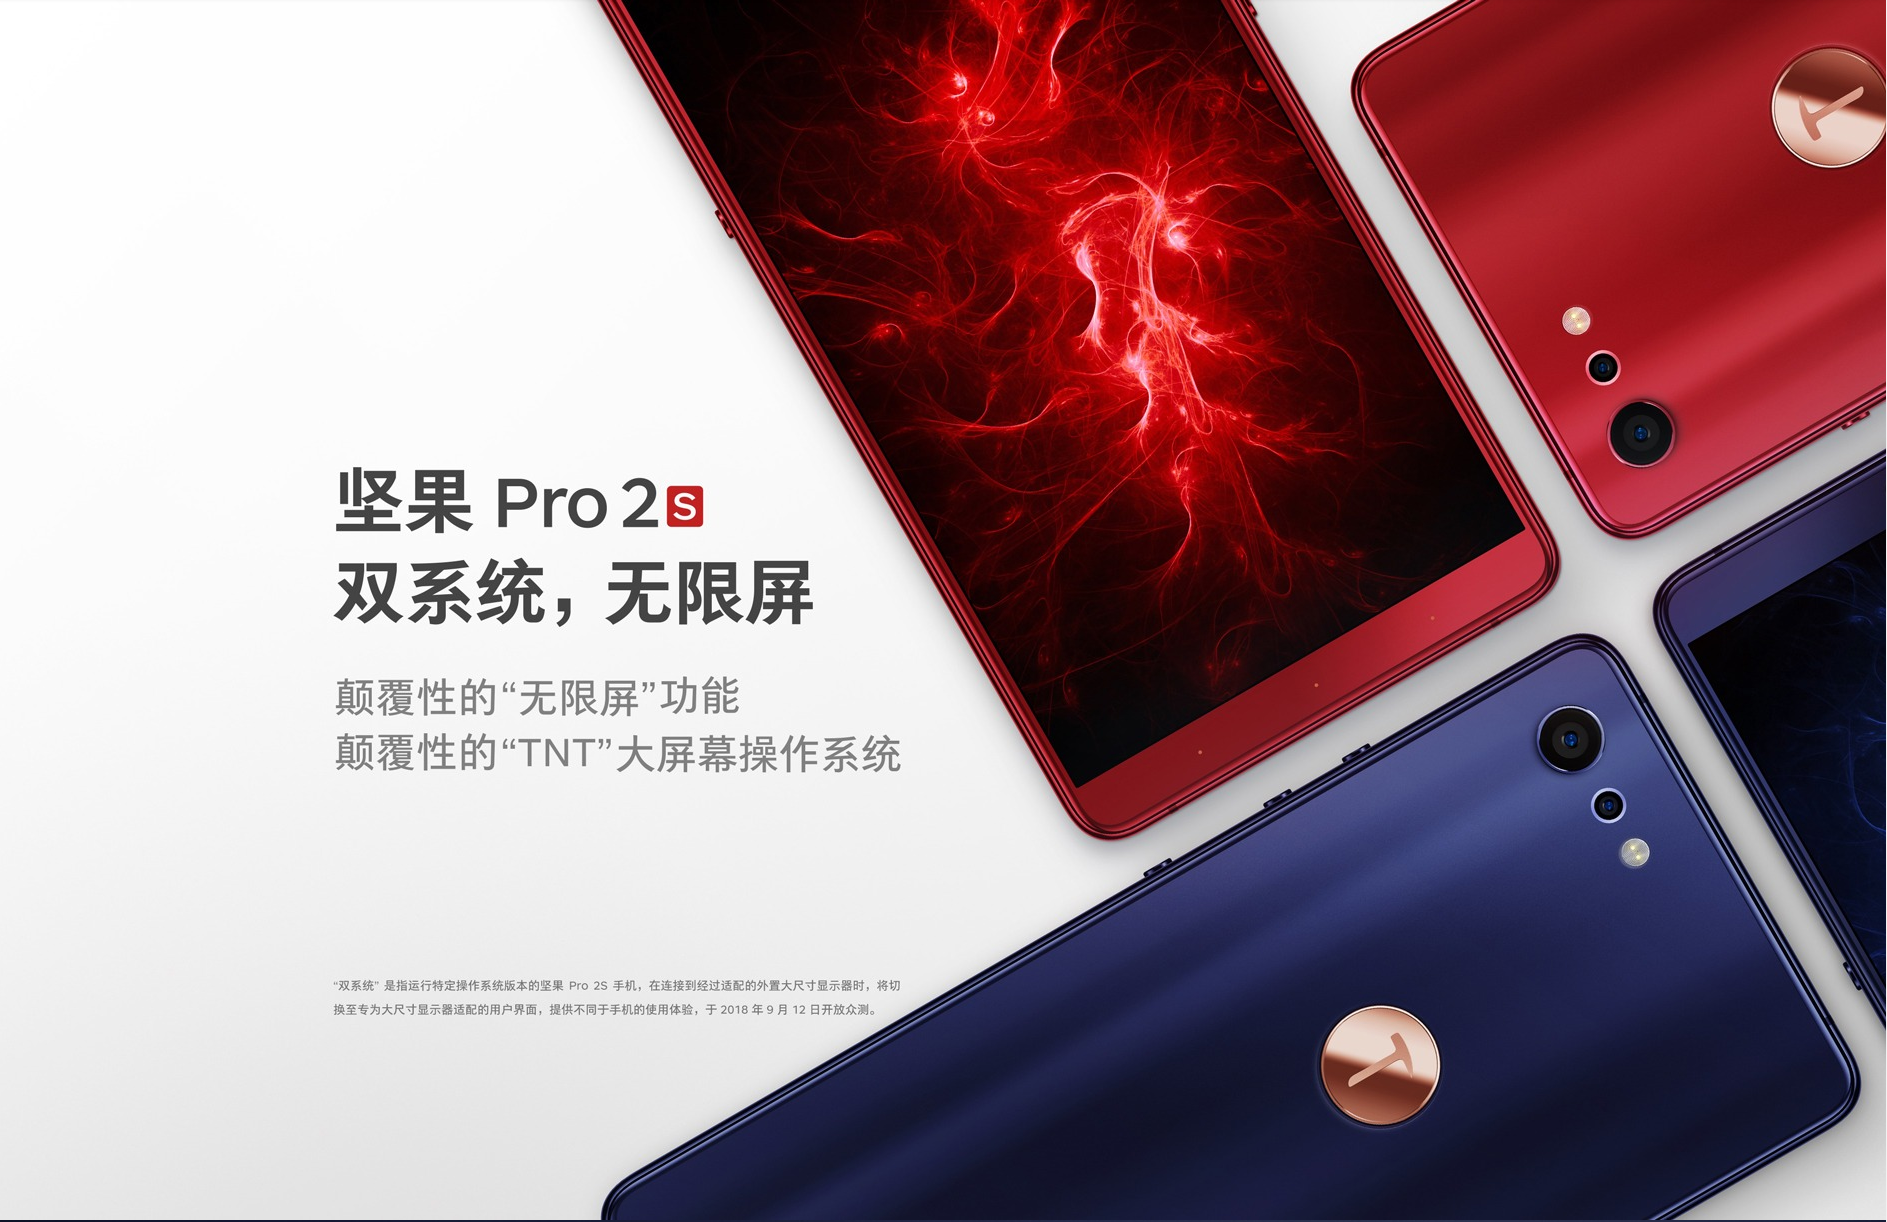 坚果 Pro 2S
双系统，无限屏
颠覆性的“无限屏”功能
颠覆性的“TNT”大屏幕操作系统
“双系统” 是指运行特定操作系统版本的坚果 Pro 2S 手机，在连接到经过适配的外置大尺寸显示器时，将切
换至专为大尺寸显示器适配的用户界面，提供不同于手机的使用体验，于 2018 年 9 月 12 日开放众测。